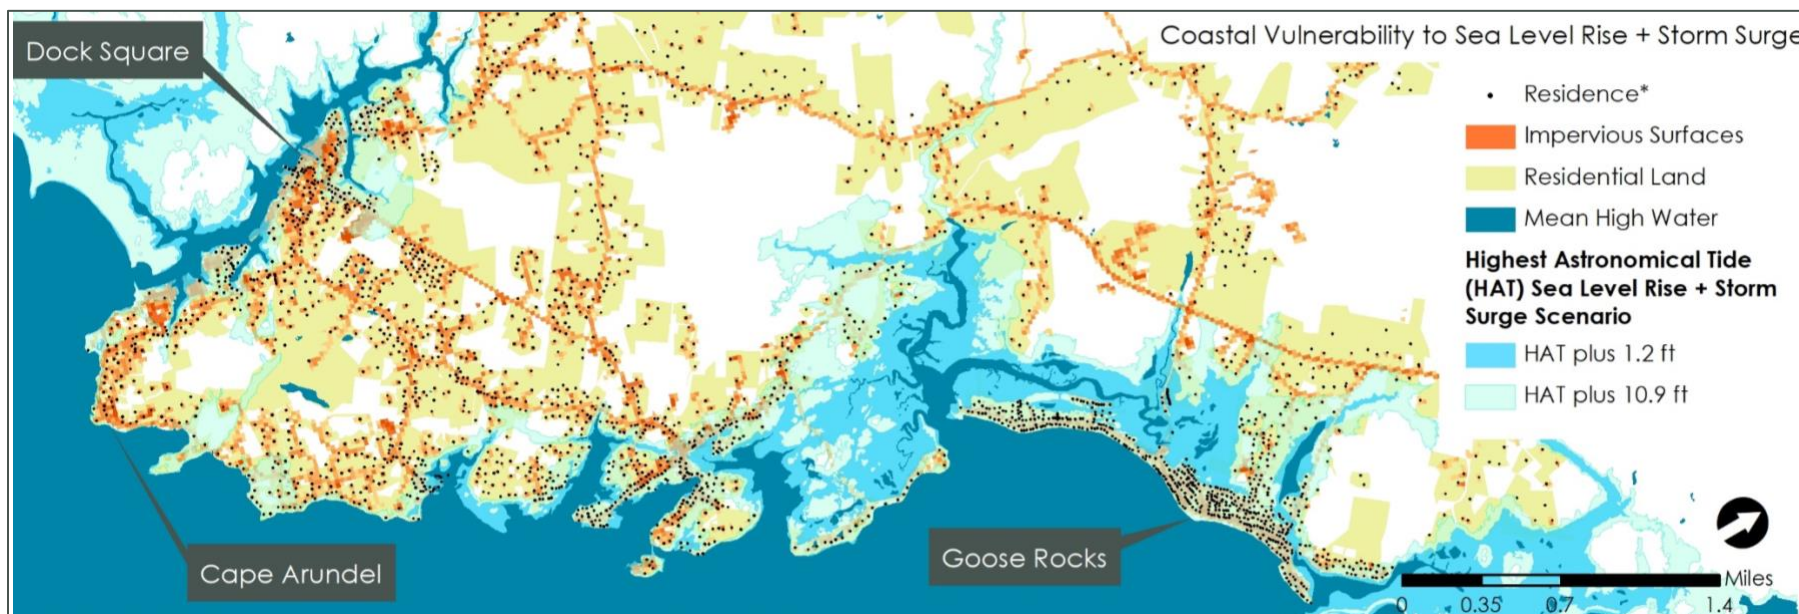 Coastal Vulnerability to Sea Level Rise + Storm Surge
Dock Square
Residence*
Impervious Surfaces
Residential Land
Mean High Water
Highest Astronomical Tide
(HAT) Sea Level Rise + Storm
Surge Scenario
HAT plus 1.2 ft
HAT plus 10.9 ft
Goose Rocks
Cape Arundel
Miles
0 0.35 0.7 1.4